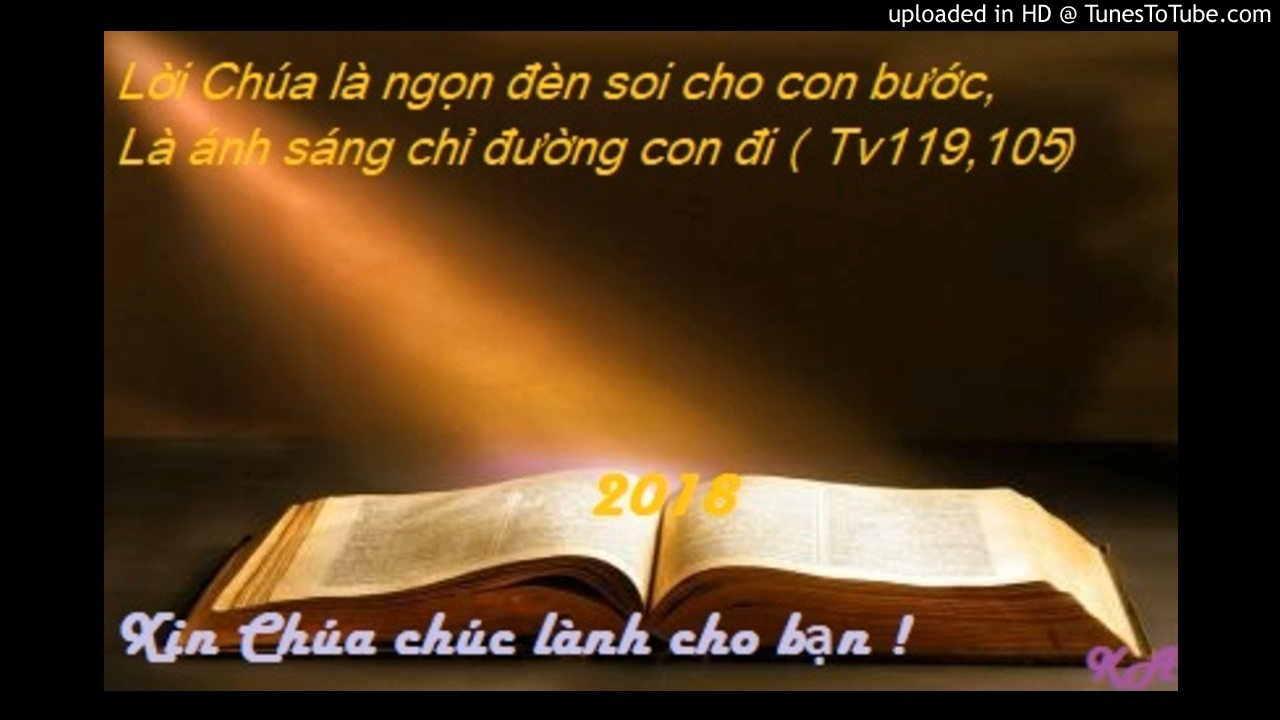 uploaded in HD @ TunesToTube.com
Lời Chúa là ngọn đèn soi cho con bước,
Là ánh sáng chỉ đường con đi ( Tv119,105)
2018
Xin Chúa chúc lành cho bạn !
KA